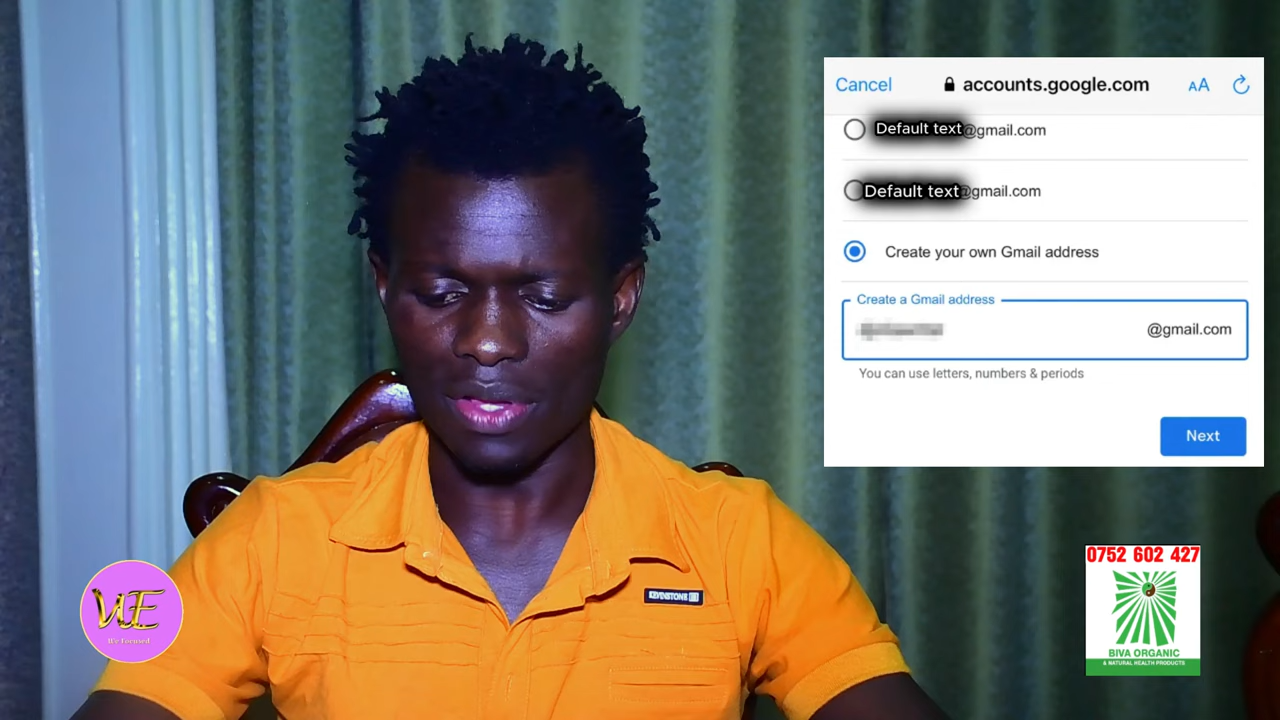 Cancel
accounts.google.com
AA
Default text@gmail.com
Default text@gmail.com
Create your own Gmail address
Create a Gmail address
@gmail.com
You can use letters, numbers & periods
Next
WE
We Focused
0752 602 427
BIVA ORGANIC
& NATURAL HEALTH PRODUCTS